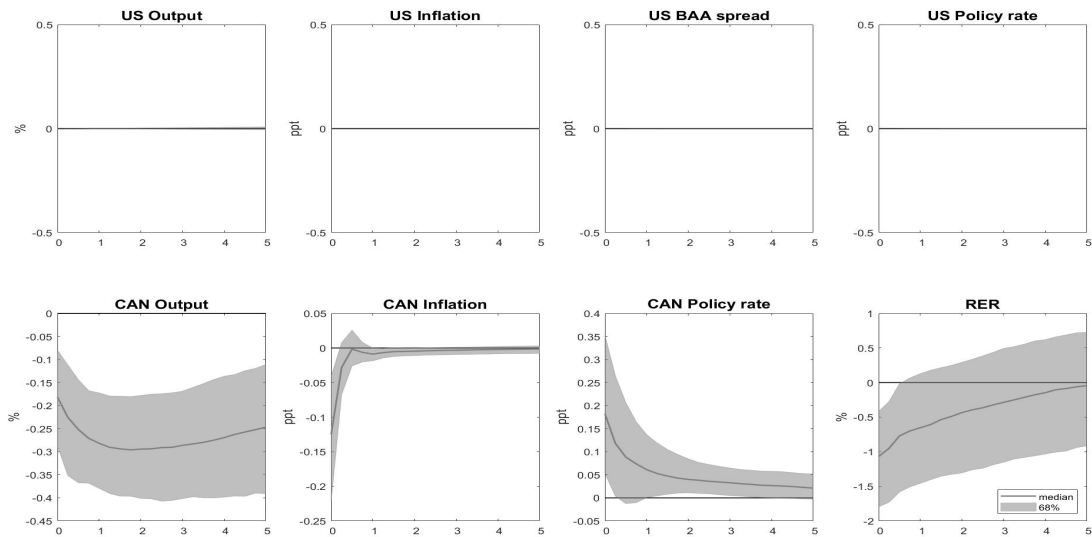 US Output
US Inflation
US BAA spread
US Policy rate
0.5
0
-0.5
%
0 1 2 3 4 5
0.5
0
-0.5
ppt
0 1 2 3 4 5
0.5
0
-0.5
ppt
0 1 2 3 4 5
0.5
0
-0.5
ppt
0 1 2 3 4 5
CAN Output
CAN Inflation
CAN Policy rate
RER
0
-0.05
-0.1
-0.15
-0.2
-0.25
-0.3
-0.35
-0.4
-0.45
%
0 1 2 3 4 5
0.05
0
-0.05
-0.1
-0.15
-0.2
-0.25
ppt
0 1 2 3 4 5
0.4
0.35
0.3
0.25
0.2
0.15
0.1
0.05
0
-0.05
ppt
0 1 2 3 4 5
1
0.5
0
-0.5
-1
-1.5
-2
%
0 1 2 3 4 5
median
68%